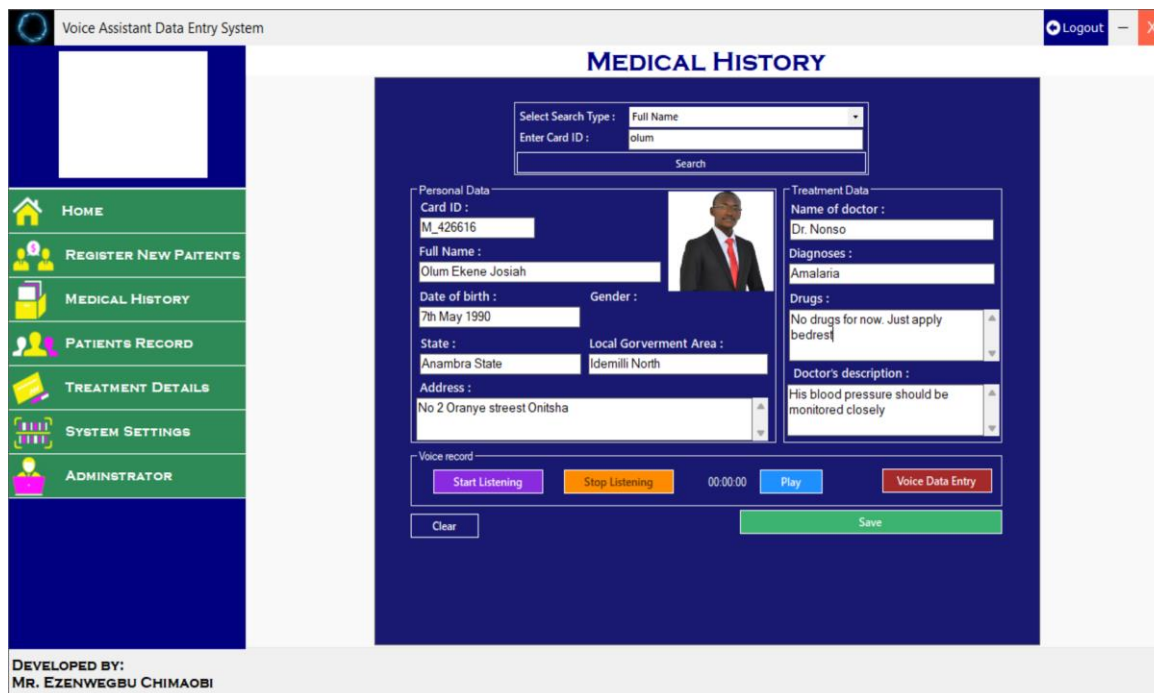 Voice Assistant Data Entry System
Logout
X
MEDICAL HISTORY
HOME
REGISTER NEW PAITENTS
MEDICAL HISTORY
PATIENTS RECORD
TREATMENT DETAILS
SYSTEM SETTINGS
ADMINSTRATOR
Select Search Type : Full Name
Enter Card ID : olum
Search
Personal Data
Card ID :
M_426616
Full Name :
Olum Ekene Josiah
Date of birth : Gender :
7th May 1990
State : Local Goverment Area :
Anambra State Idemilli North
Address :
No 2 Oranye streest Onitsha
Treatment Data
Name of doctor :
Dr. Nonso
Diagnoses :
Amalaria
Drugs :
No drugs for now. Just apply
bedrest
Doctor's description :
His blood pressure should be
monitored closely
Voice record
Start Listening Stop Listening 00:00:00 Play Voice Data Entry
Clear Save
DEVELOPED BY:
MR. EZENWEGBU CHIMAOBI